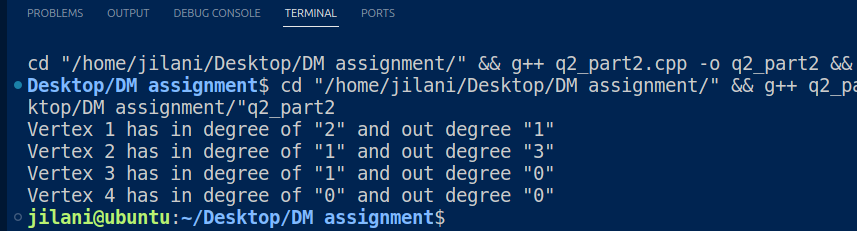 PROBLEMS OUTPUT DEBUG CONSOLE TERMINAL PORTS
cd "/home/jilani/Desktop/DM assignment/" && g++ q2_part2.cpp -o q2_part2 &&
Desktop/DM assignment$ cd "/home/jilani/Desktop/DM assignment/" && g++ q2_pa
ktop/DM assignment/"q2_part2
Vertex 1 has in degree of "2" and out degree "1"
Vertex 2 has in degree of "1" and out degree "3"
Vertex 3 has in degree of "1" and out degree "0"
Vertex 4 has in degree of "0" and out degree "0"
jilani@ubuntu:~/Desktop/DM assignment$